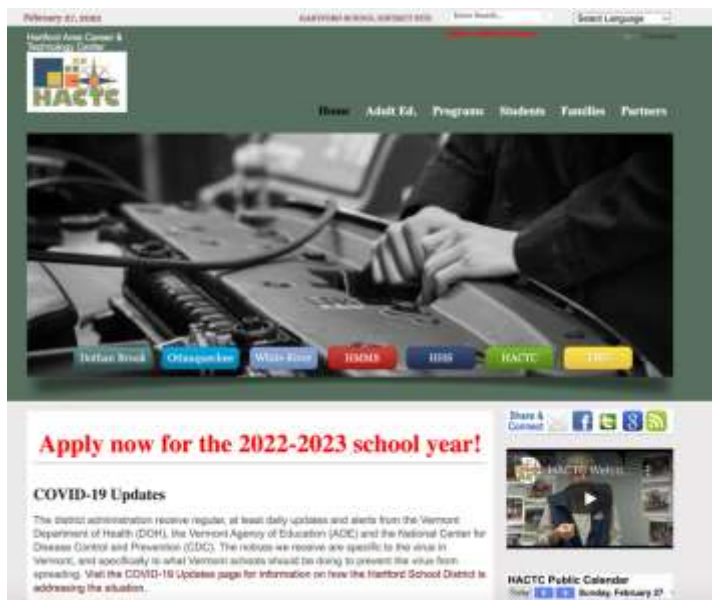 February 27, 2022
HARTFORD SCHOOL DISTRICT SITE
Enter Search...
Select Language
Hartford Area Career &
Technology Center
HACTC
Home Adult Ed. Programs Students Families Partners
Dothan Brook Ottauquechee White River HMMS HHS HACTC
Share &
Connect
Apply now for the 2022-2023 school year!
HACTC Welco...
COVID-19 Updates
The district administration receive regular, at least daily updates and alerts from the Vermont
Department of Health (DOH), the Vermont Agency of Education (AOE) and the National Center for
Disease Control and Prevention (CDC). The notices we receive are specific to the virus in
Vermont, and specifically to what Vermont schools should be doing to prevent the virus from
spreading. Visit the COVID-19 Updates page for information on how the Hartford School District is
addressing the situation.
HACTC Public Calendar
Today Sunday, February 27